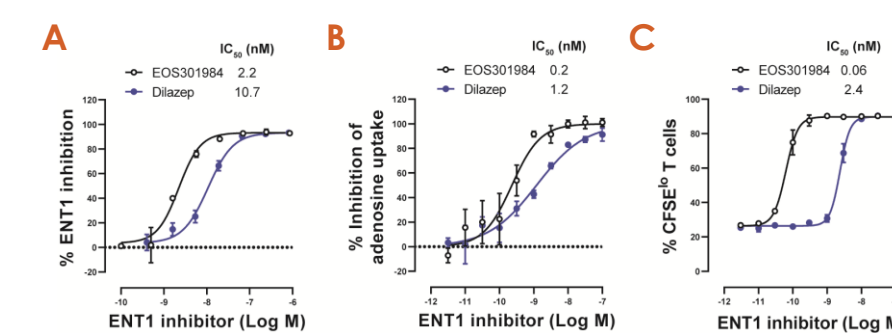 A
IC50 (nM)
EOS301984 2.2
Dilazep 10.7
% ENT1 inhibition
120
100
80
60
40
20
0
-20
-10 -9 -8 -7 -6
ENT1 inhibitor (Log M)
B
IC50 (nM)
EOS301984 0.2
Dilazep 1.2
% Inhibition of
adenosine uptake
120
100
80
60
40
20
0
-20
-12 -11 -10 -9 -8 -7
ENT1 inhibitor (Log M)
C
IC50 (nM)
EOS301984 0.06
Dilazep 2.4
% CFSElo T cells
100
80
60
40
20
0
-12 -11 -10 -9 -8
ENT1 inhibitor (Log M